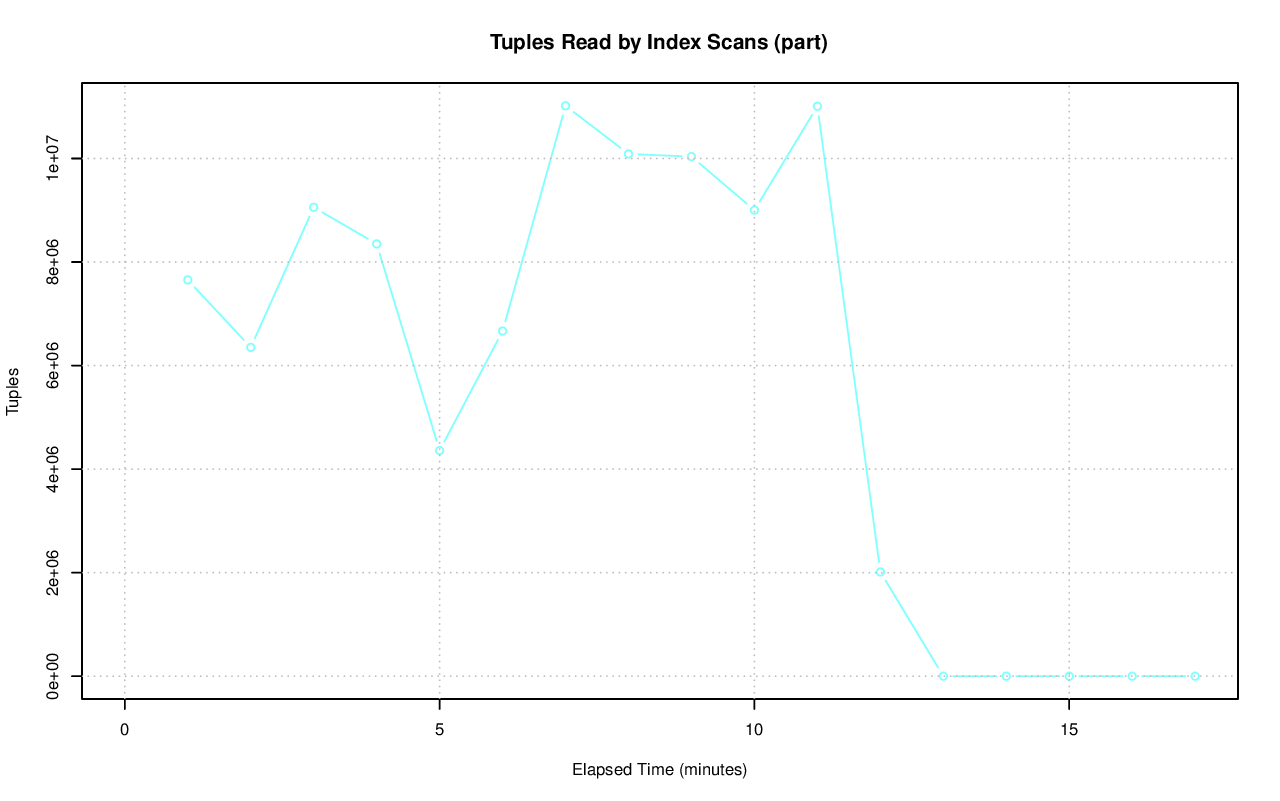 Tuples Read by Index Scans (part)
Tuples
1e+07
8e+06
6e+06
4e+06
2e+06
0e+00
0 5 10 15
Elapsed Time (minutes)